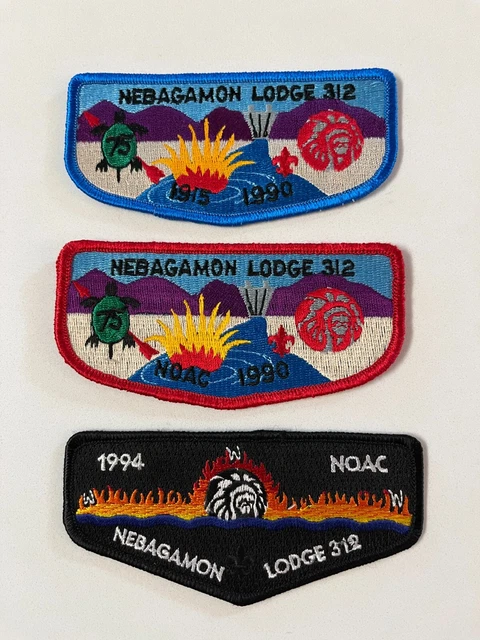 NEBAGAMON LODGE 312
75
1915 1990
NEBAGAMON LODGE 312
75
NOAC 1990
1994 NOAC
W
W W
NEBAGAMON LODGE 312